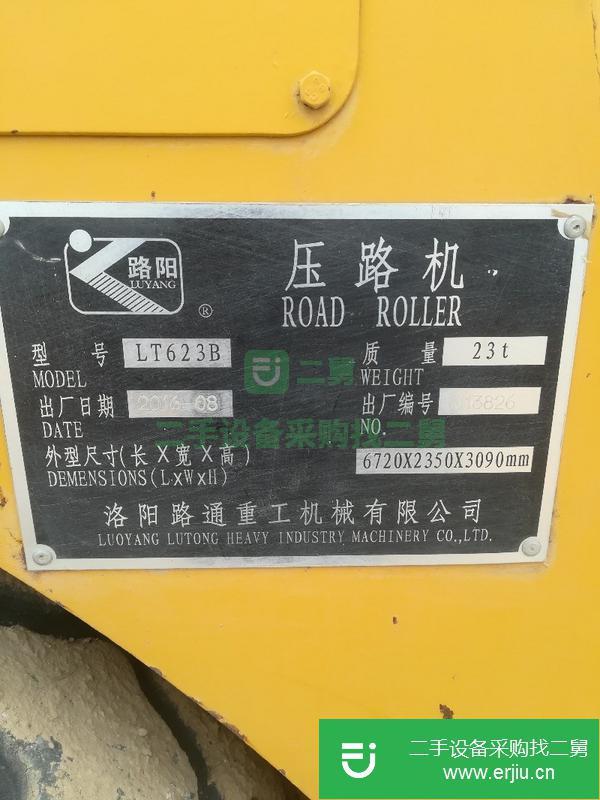 路阳
LUYANG
®
压路机
ROAD ROLLER
型号 LT623B
MODEL
质量 23t
WEIGHT
出厂日期 2016-08
DATE
出厂编号
NO.
外型尺寸(长X宽X高) 6720X2350X3090mm
DEMENSIONS(LxWxH)
洛阳路通重工机械有限公司
LUOYANG LUTONG HEAVY INDUSTRY MACHINERY CO.,LTD.
二舅
二手设备采购找二舅
二手设备采购找二舅
www.erjiu.cn